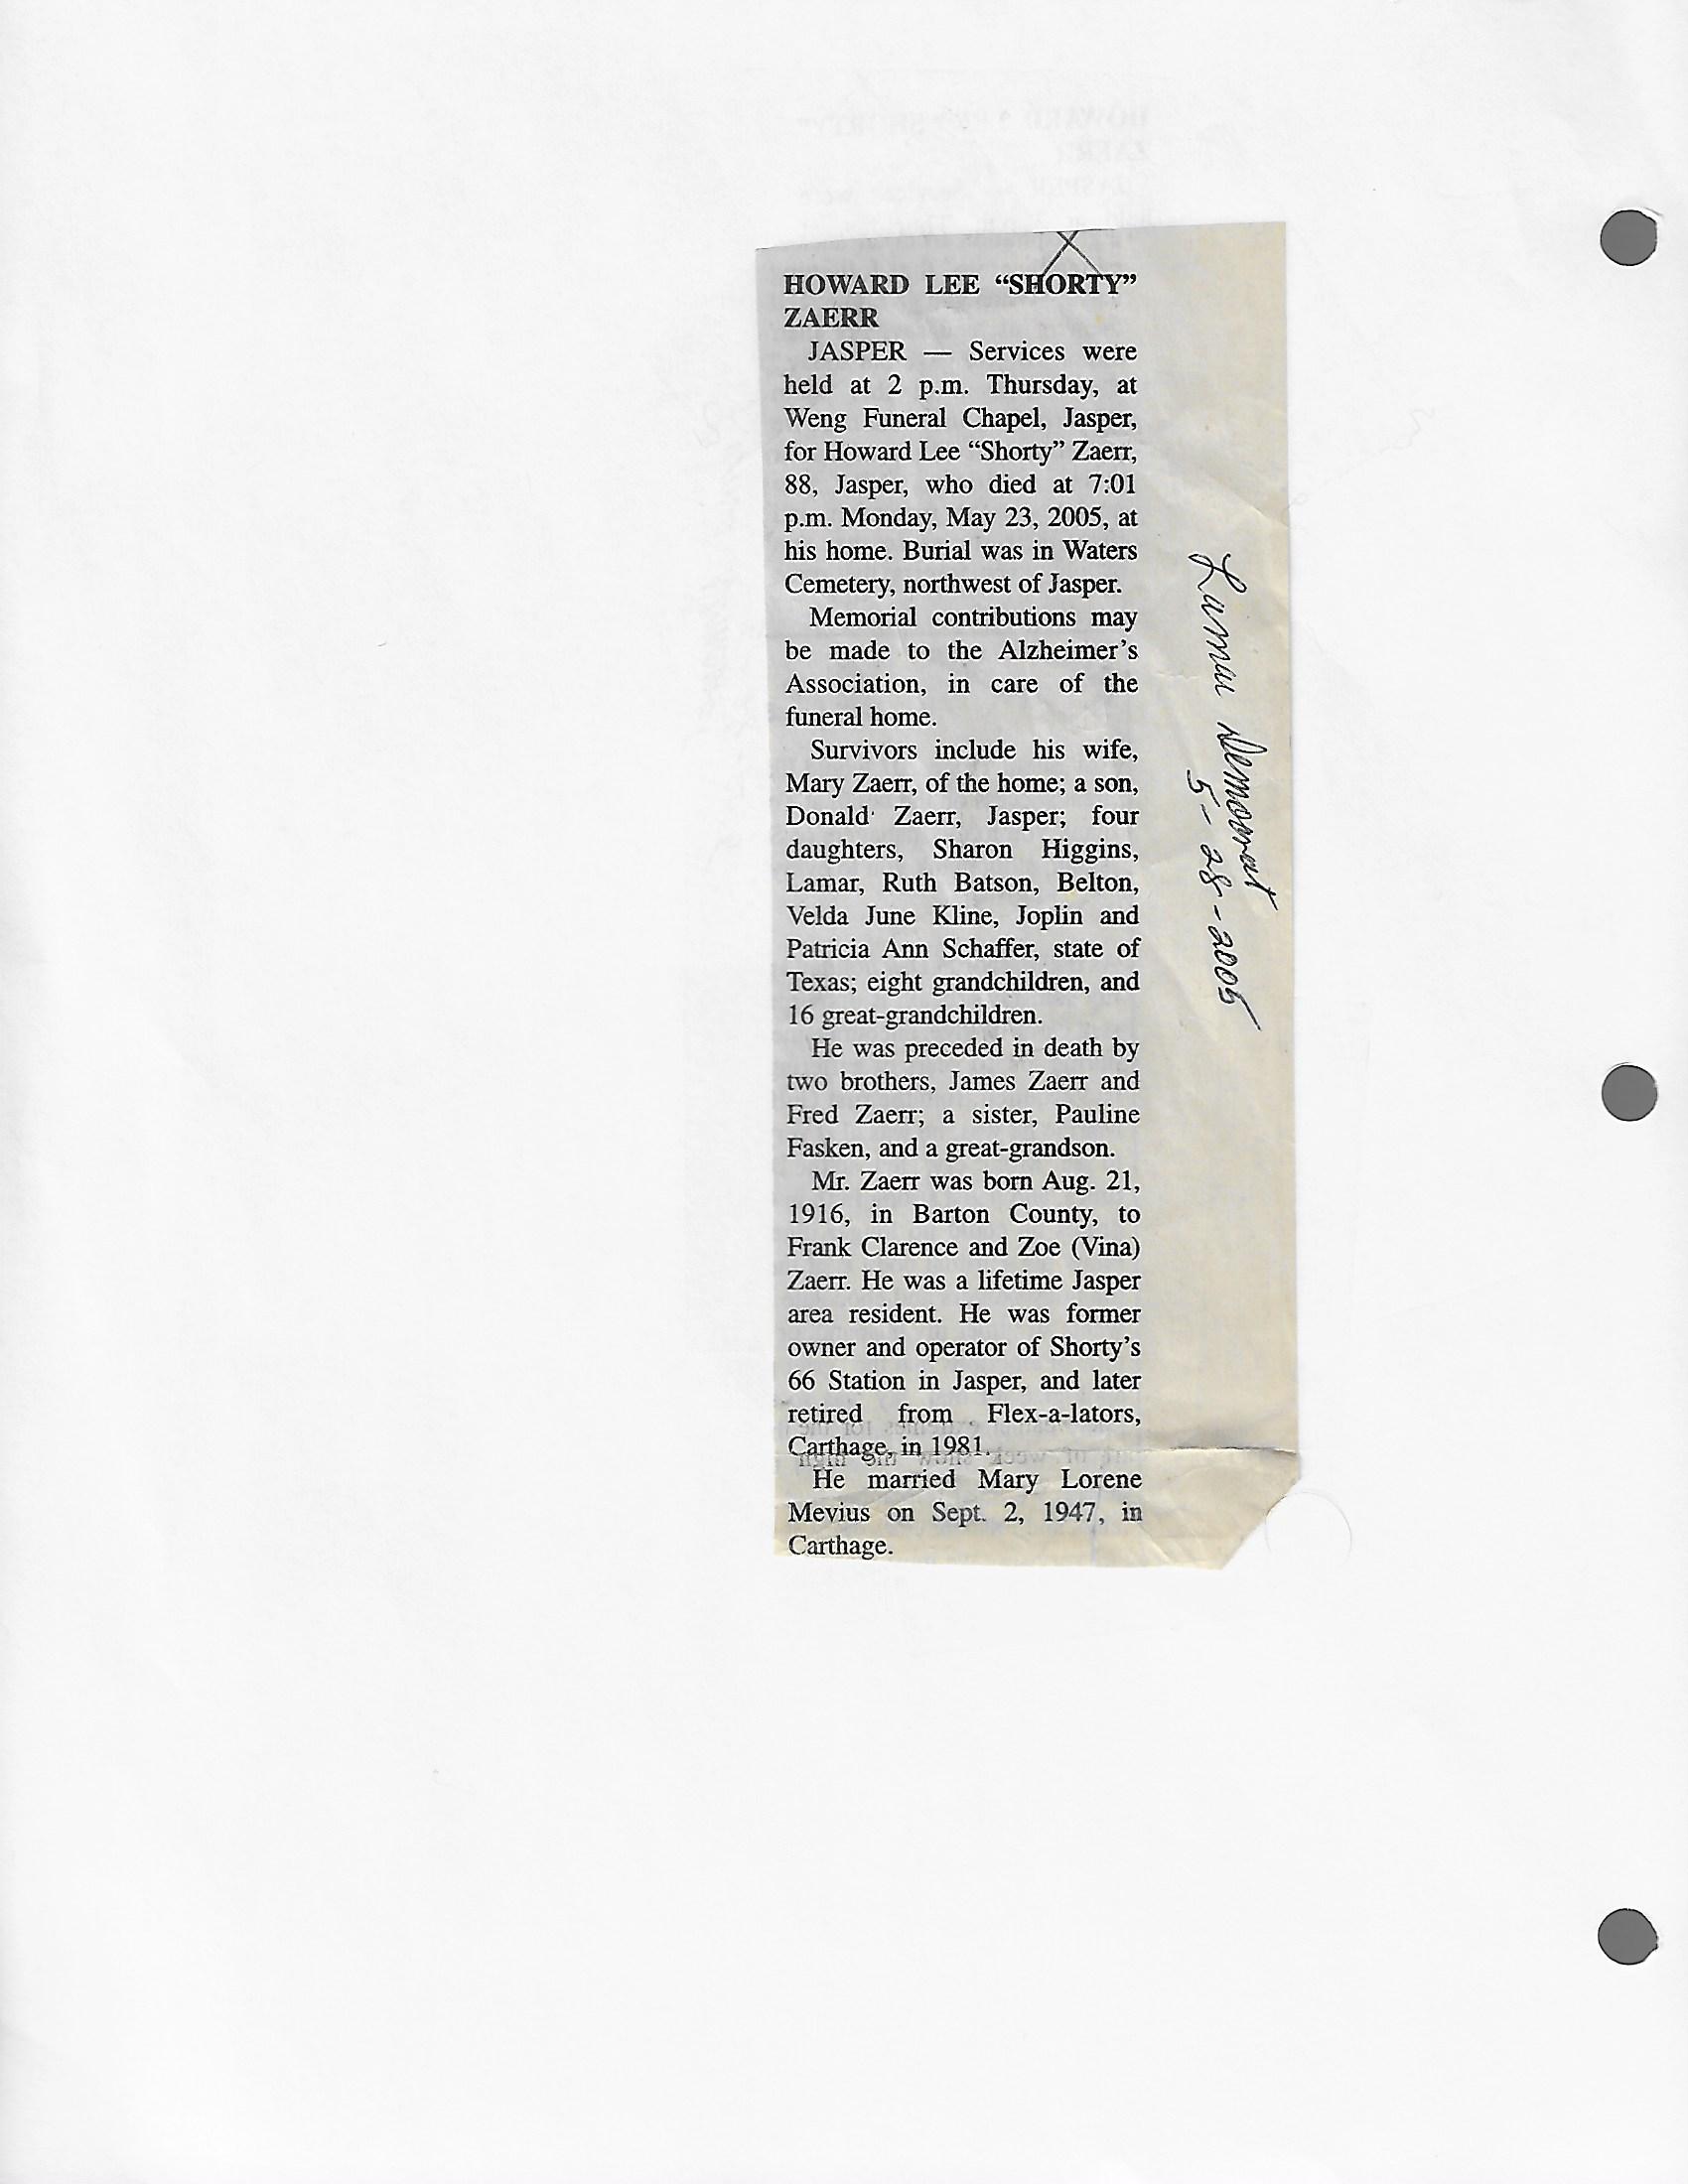 HOWARD LEE “SHORTY”
ZAERR
JASPER — Services were
held at 2 p.m. Thursday, at
Weng Funeral Chapel, Jasper,
for Howard Lee “Shorty” Zaerr,
88, Jasper, who died at 7:01
p.m. Monday, May 23, 2005, at
his home. Burial was in Waters
Cemetery, northwest of Jasper.
Memorial contributions may
be made to the Alzheimer’s
Association, in care of the
funeral home.
Survivors include his wife,
Mary Zaerr, of the home; a son,
Donald Zaerr, Jasper; four
daughters, Sharon Higgins,
Lamar, Ruth Batson, Belton,
Velda June Kline, Joplin and
Patricia Ann Schaffer, state of
Texas; eight grandchildren, and
16 great-grandchildren.
He was preceded in death by
two brothers, James Zaerr and
Fred Zaerr; a sister, Pauline
Fasken, and a great-grandson.
Mr. Zaerr was born Aug. 21,
1916, in Barton County, to
Frank Clarence and Zoe (Vina)
Zaerr. He was a lifetime Jasper
area resident. He was former
owner and operator of Shorty’s
66 Station in Jasper, and later
retired from Flex-a-lators,
Carthage, in 1981.
He married Mary Lorene
Mevius on Sept. 2, 1947, in
Carthage.
Lamar Democrat
5-28-2005